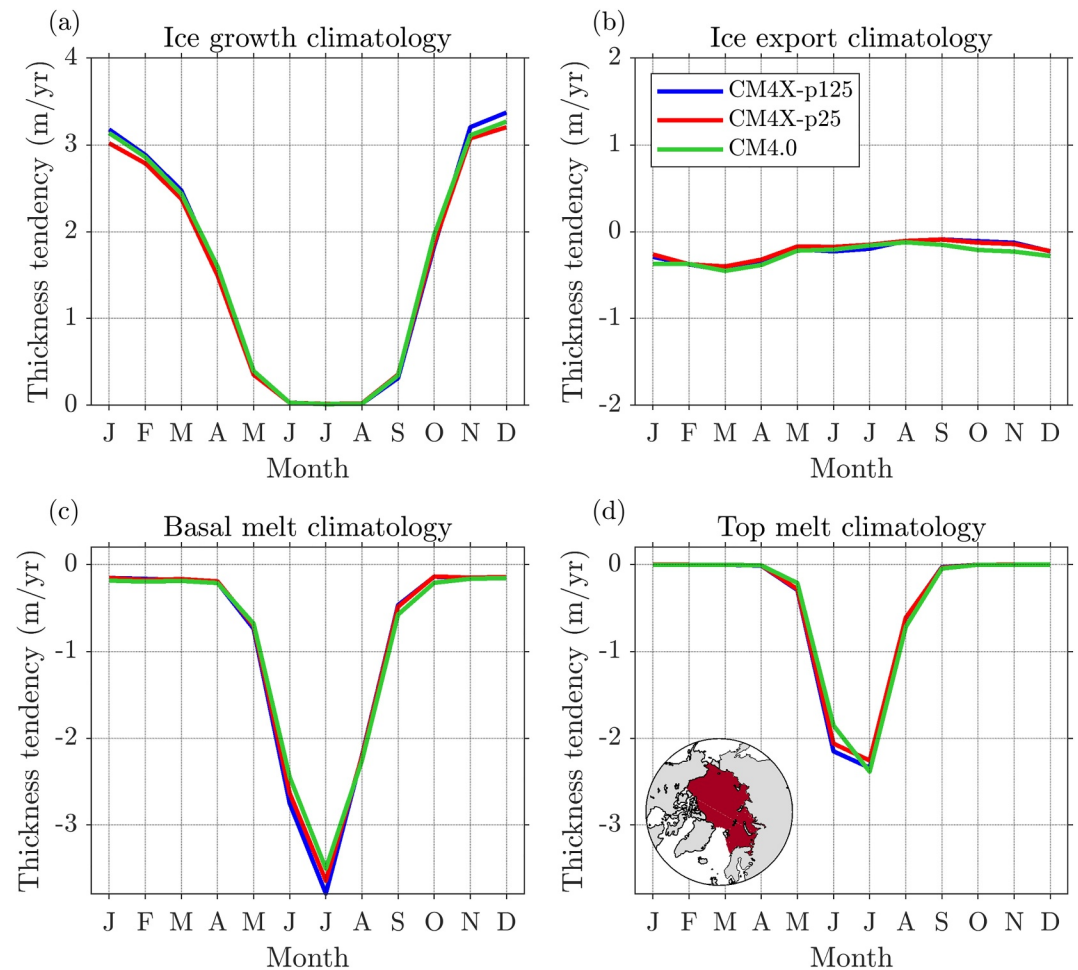 (a)
Ice growth climatology
Thickness tendency (m/yr)
4
3
2
1
0
J F M A M J J A S O N D
Month
(b)
Ice export climatology
CM4X-p125
CM4X-p25
CM4.0
Thickness tendency (m/yr)
2
1
0
-1
-2
J F M A M J J A S O N D
Month
(c)
Basal melt climatology
Thickness tendency (m/yr)
0
-1
-2
-3
J F M A M J J A S O N D
Month
(d)
Top melt climatology
Thickness tendency (m/yr)
0
-1
-2
-3
J F M A M J J A S O N D
Month